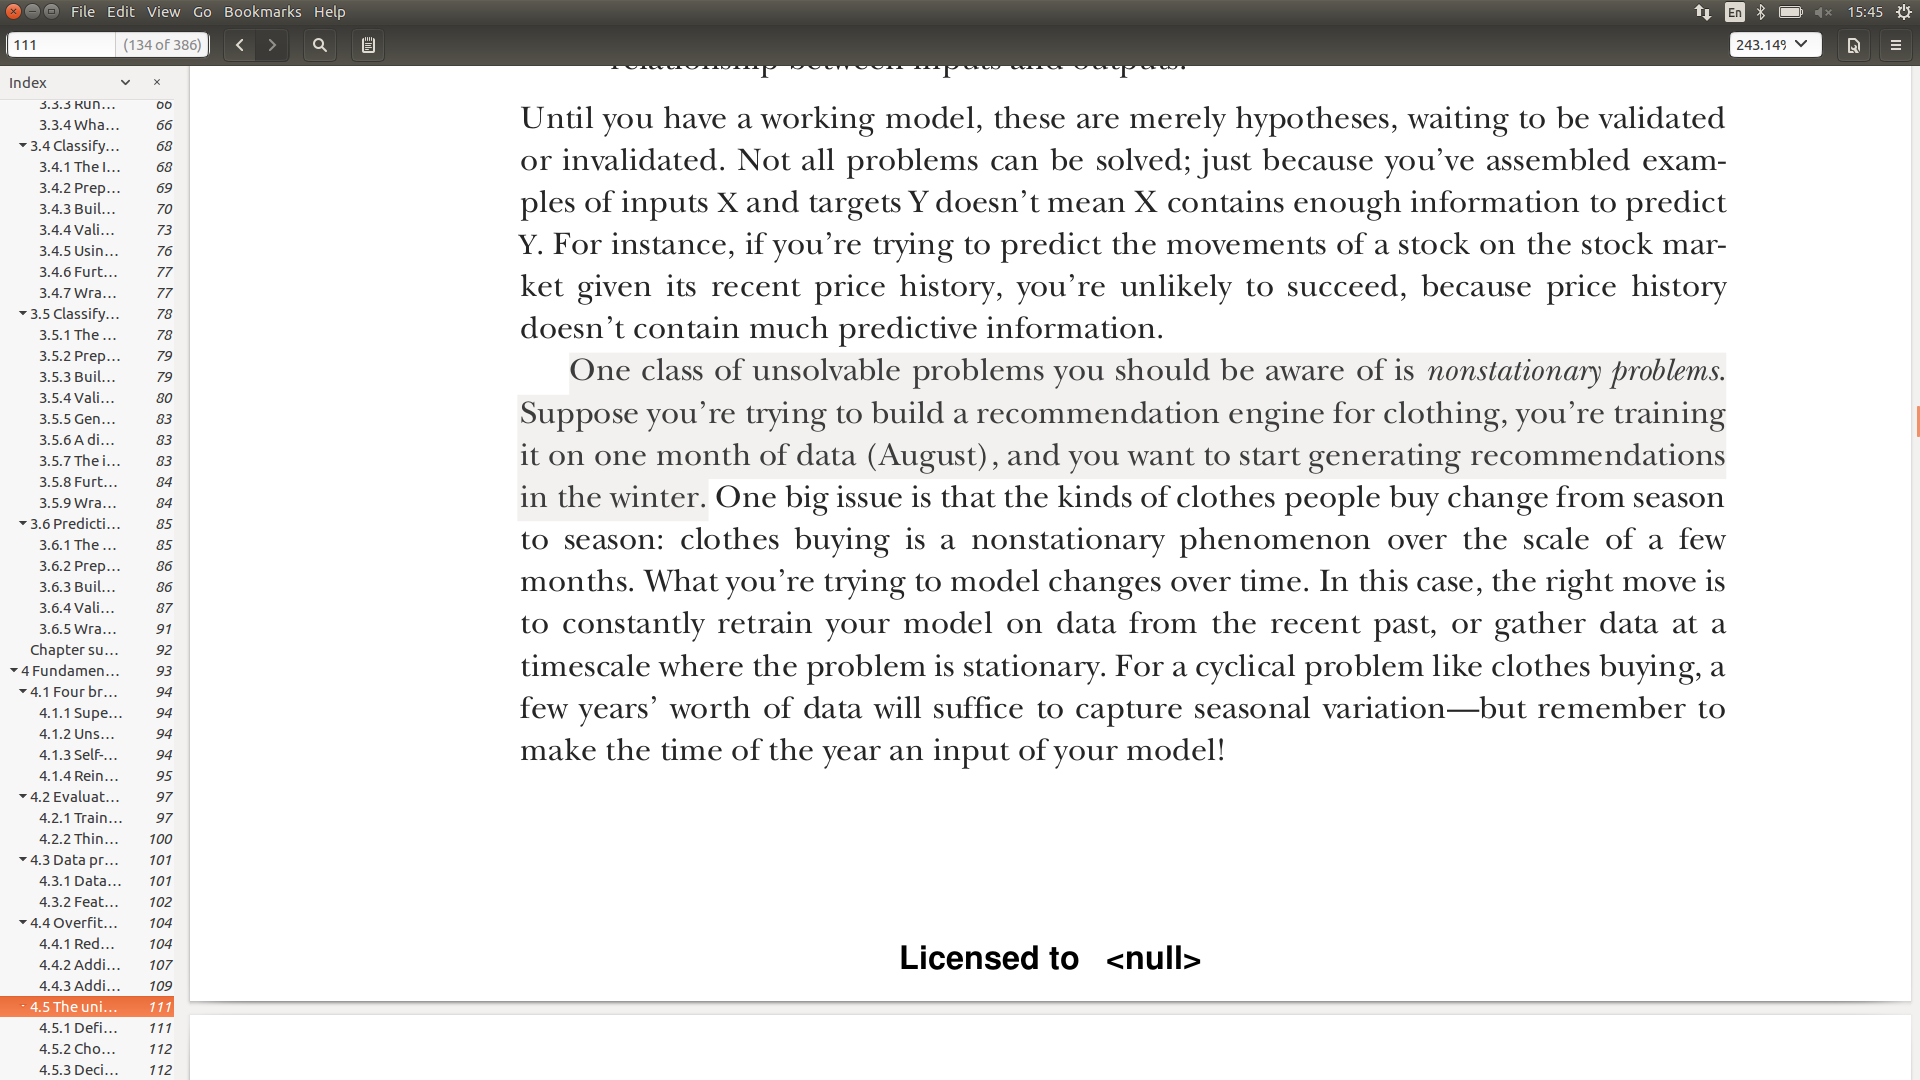 File Edit View Go Bookmarks Help
En 15:45
111 (134 of 386)
243.14%
Index
3.3.3 Run... 66
3.3.4 Wha... 66
3.4 Classify... 68
3.4.1 The I... 68
3.4.2 Prep... 69
3.4.3 Buil... 70
3.4.4 Vali... 73
3.4.5 Usin... 76
3.4.6 Furt... 77
3.4.7 Wra... 77
3.5 Classify... 78
3.5.1 The ... 78
3.5.2 Prep... 79
3.5.3 Buil... 79
3.5.4 Vali... 80
3.5.5 Gen... 83
3.5.6 A di... 83
3.5.7 The i... 83
3.5.8 Furt... 84
3.5.9 Wra... 84
3.6 Predicti... 85
3.6.1 The ... 85
3.6.2 Prep... 86
3.6.3 Buil... 86
3.6.4 Vali... 87
3.6.5 Wra... 91
Chapter su... 92
4 Fundamen... 93
4.1 Four br... 94
4.1.1 Supe... 94
4.1.2 Uns... 94
4.1.3 Self-... 94
4.1.4 Rein... 95
4.2 Evaluat... 97
4.2.1 Train... 97
4.2.2 Thin... 100
4.3 Data pr... 101
4.3.1 Data... 101
4.3.2 Feat... 102
4.4 Overfit... 104
4.4.1 Red... 104
4.4.2 Addi... 107
4.4.3 Addi... 109
4.5 The uni... 111
4.5.1 Defi... 111
4.5.2 Cho... 112
4.5.3 Deci... 112
relationship between inputs and outputs.
Until you have a working model, these are merely hypotheses, waiting to be validated
or invalidated. Not all problems can be solved; just because you've assembled exam-
ples of inputs X and targets Y doesn't mean X contains enough information to predict
Y. For instance, if you're trying to predict the movements of a stock on the stock mar-
ket given its recent price history, you're unlikely to succeed, because price history
doesn't contain much predictive information.
One class of unsolvable problems you should be aware of is nonstationary problems.
Suppose you're trying to build a recommendation engine for clothing, you're training
it on one month of data (August), and you want to start generating recommendations
in the winter. One big issue is that the kinds of clothes people buy change from season
to season: clothes buying is a nonstationary phenomenon over the scale of a few
months. What you're trying to model changes over time. In this case, the right move is
to constantly retrain your model on data from the recent past, or gather data at a
timescale where the problem is stationary. For a cyclical problem like clothes buying, a
few years' worth of data will suffice to capture seasonal variation—but remember to
make the time of the year an input of your model!
Licensed to <null>